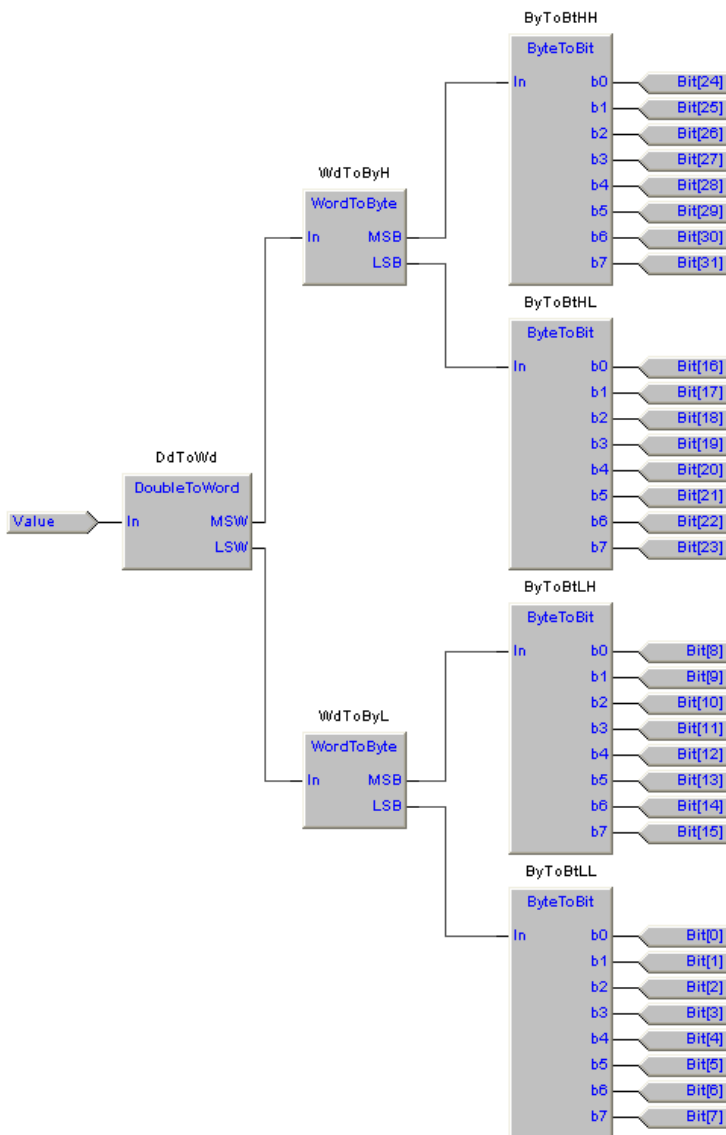 ByToBtHH
ByteToBit
In b0 Bit[24]
b1 Bit[25]
b2 Bit[26]
b3 Bit[27]
b4 Bit[28]
b5 Bit[29]
b6 Bit[30]
b7 Bit[31]
WdToByH
WordToByte
In MSB
LSB
ByToBtHL
ByteToBit
In b0 Bit[16]
b1 Bit[17]
b2 Bit[18]
b3 Bit[19]
b4 Bit[20]
b5 Bit[21]
b6 Bit[22]
b7 Bit[23]
DdToWd
DoubleToWord
Value In MSW
LSW
ByToBtLH
ByteToBit
In b0 Bit[8]
b1 Bit[9]
b2 Bit[10]
b3 Bit[11]
b4 Bit[12]
b5 Bit[13]
b6 Bit[14]
b7 Bit[15]
WdToByL
WordToByte
In MSB
LSB
ByToBtLL
ByteToBit
In b0 Bit[0]
b1 Bit[1]
b2 Bit[2]
b3 Bit[3]
b4 Bit[4]
b5 Bit[5]
b6 Bit[6]
b7 Bit[7]